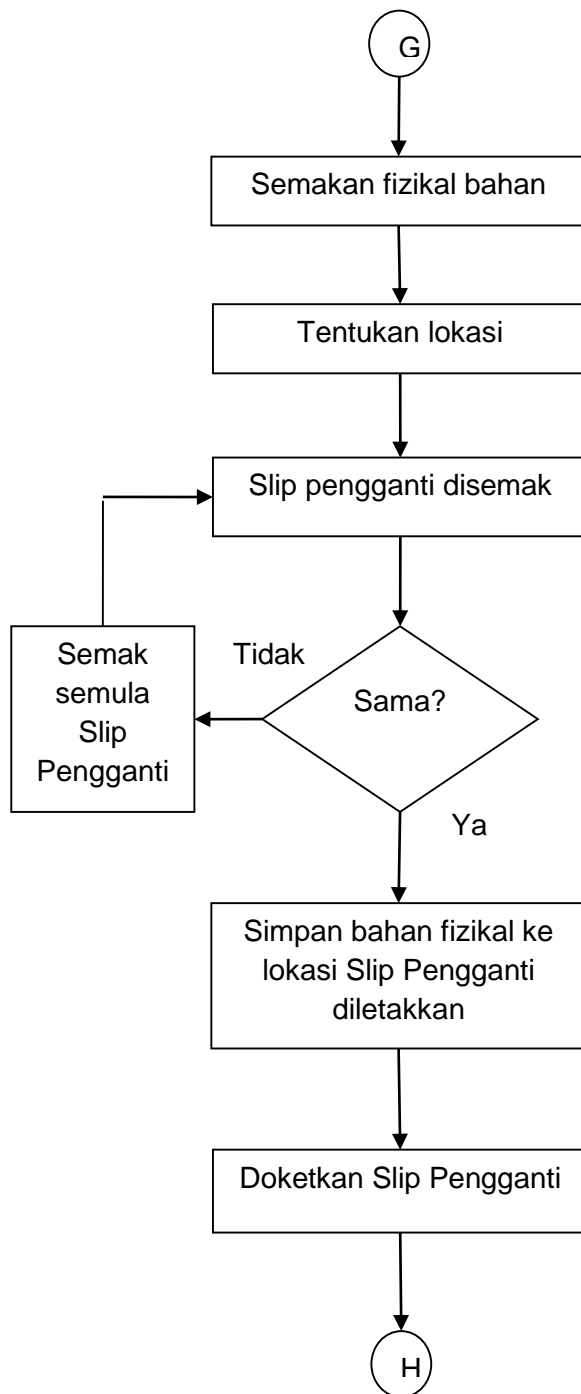 G
Semakan fizikal bahan
Tentukan lokasi
Slip pengganti disemak
Semak
semula
Slip
Pengganti
Tidak
Sama?
Ya
Simpan bahan fizikal ke
lokasi Slip Pengganti
diletakkan
Doketkan Slip Pengganti
H